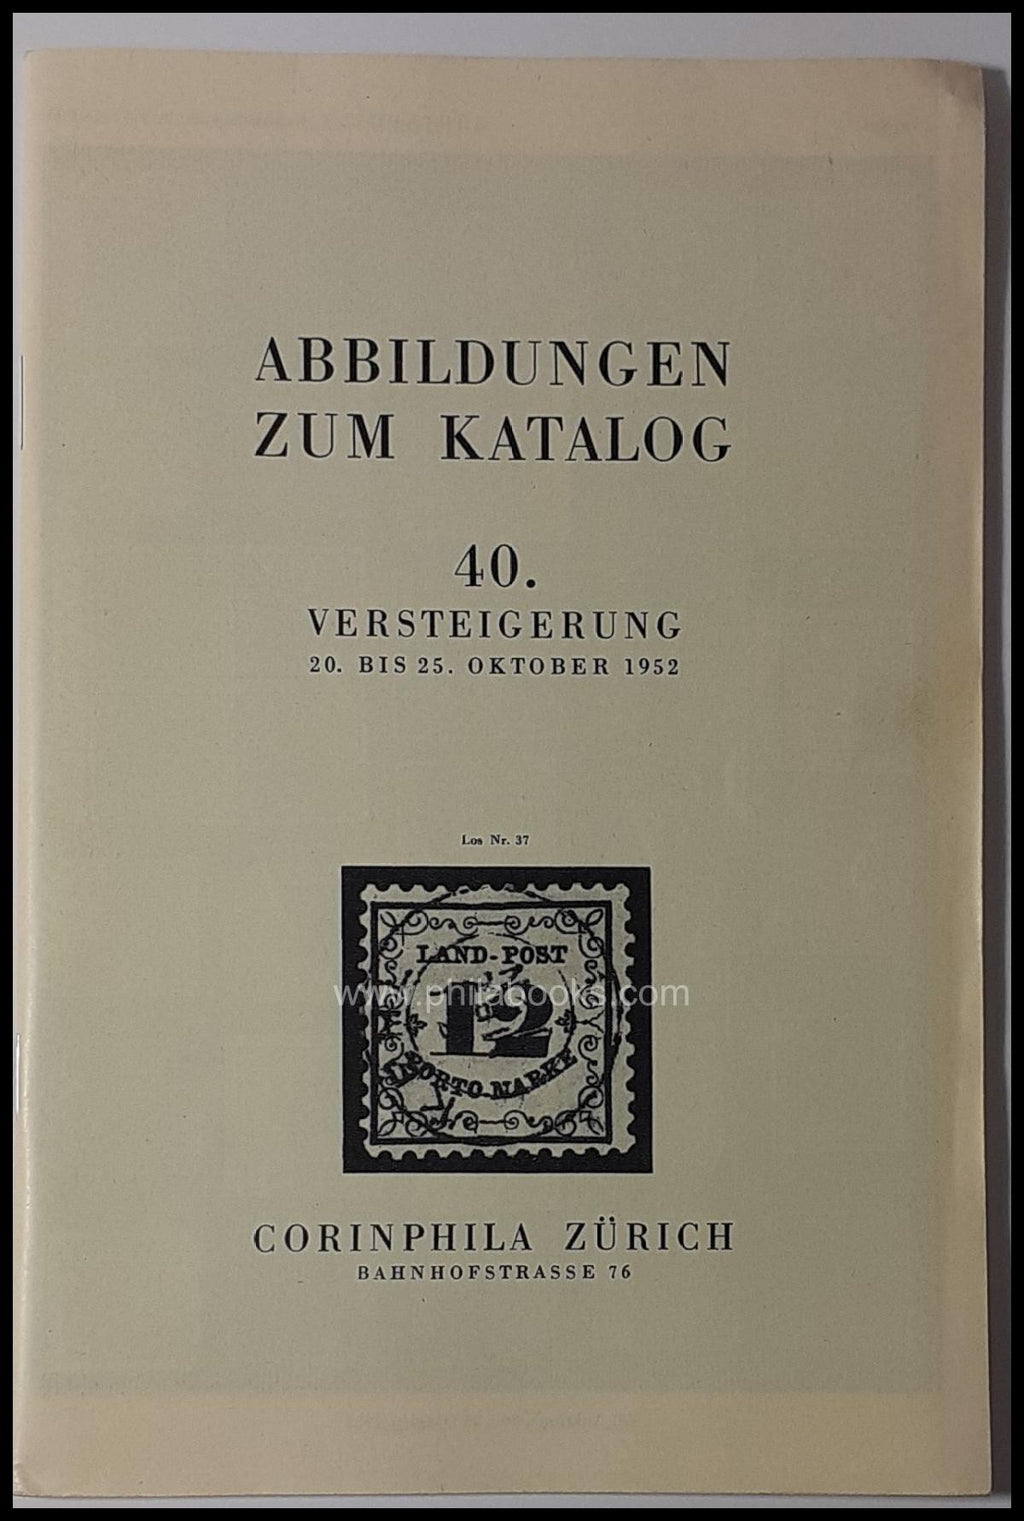 ABBILDUNGEN
ZUM KATALOG
40.
VERSTEIGERUNG
20. BIS 25. OKTOBER 1952
Los Nr. 37
LAND-POST
12
PORTO-MARKE
www.philabooks.com
CORINPHILA ZÜRICH
BAHNHOFSTRASSE 76